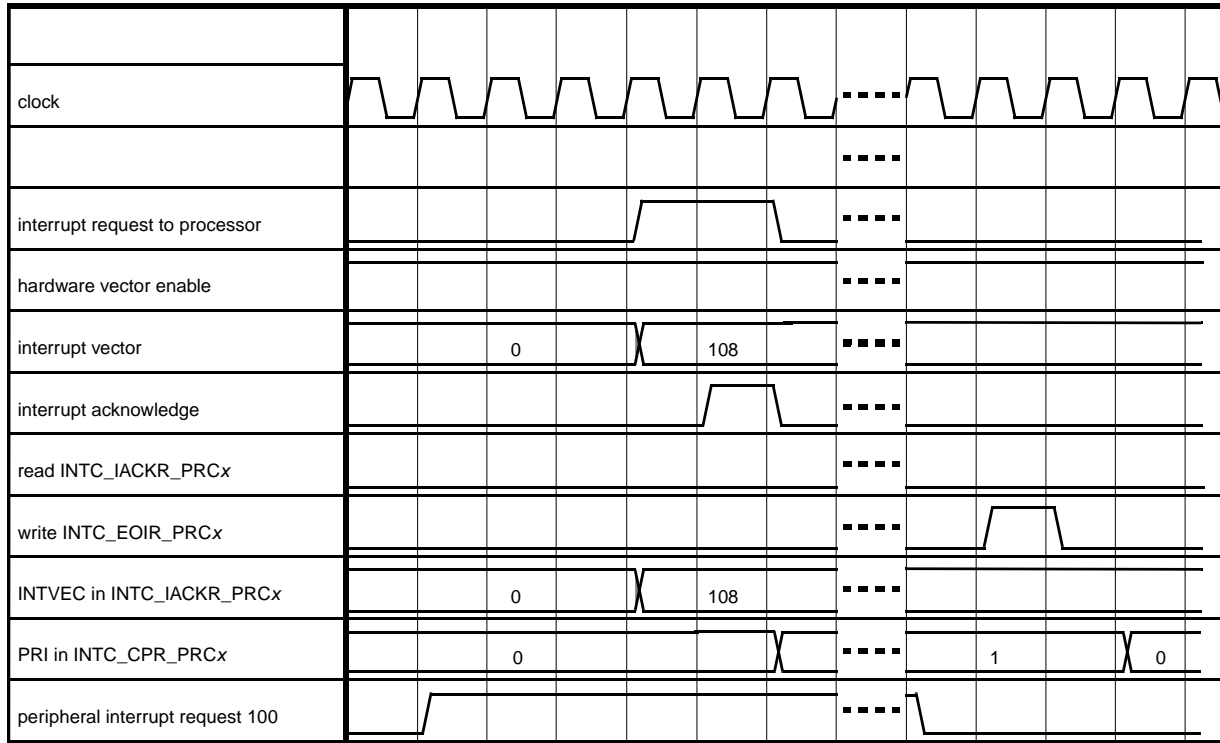 clock
interrupt request to processor
hardware vector enable
interrupt vector 0 108
interrupt acknowledge
read INTC_IACKR_PRCx
write INTC_EOIR_PRCx
INTVEC in INTC_IACKR_PRCx 0 108
PRI in INTC_CPR_PRCx 0 1 0
peripheral interrupt request 100